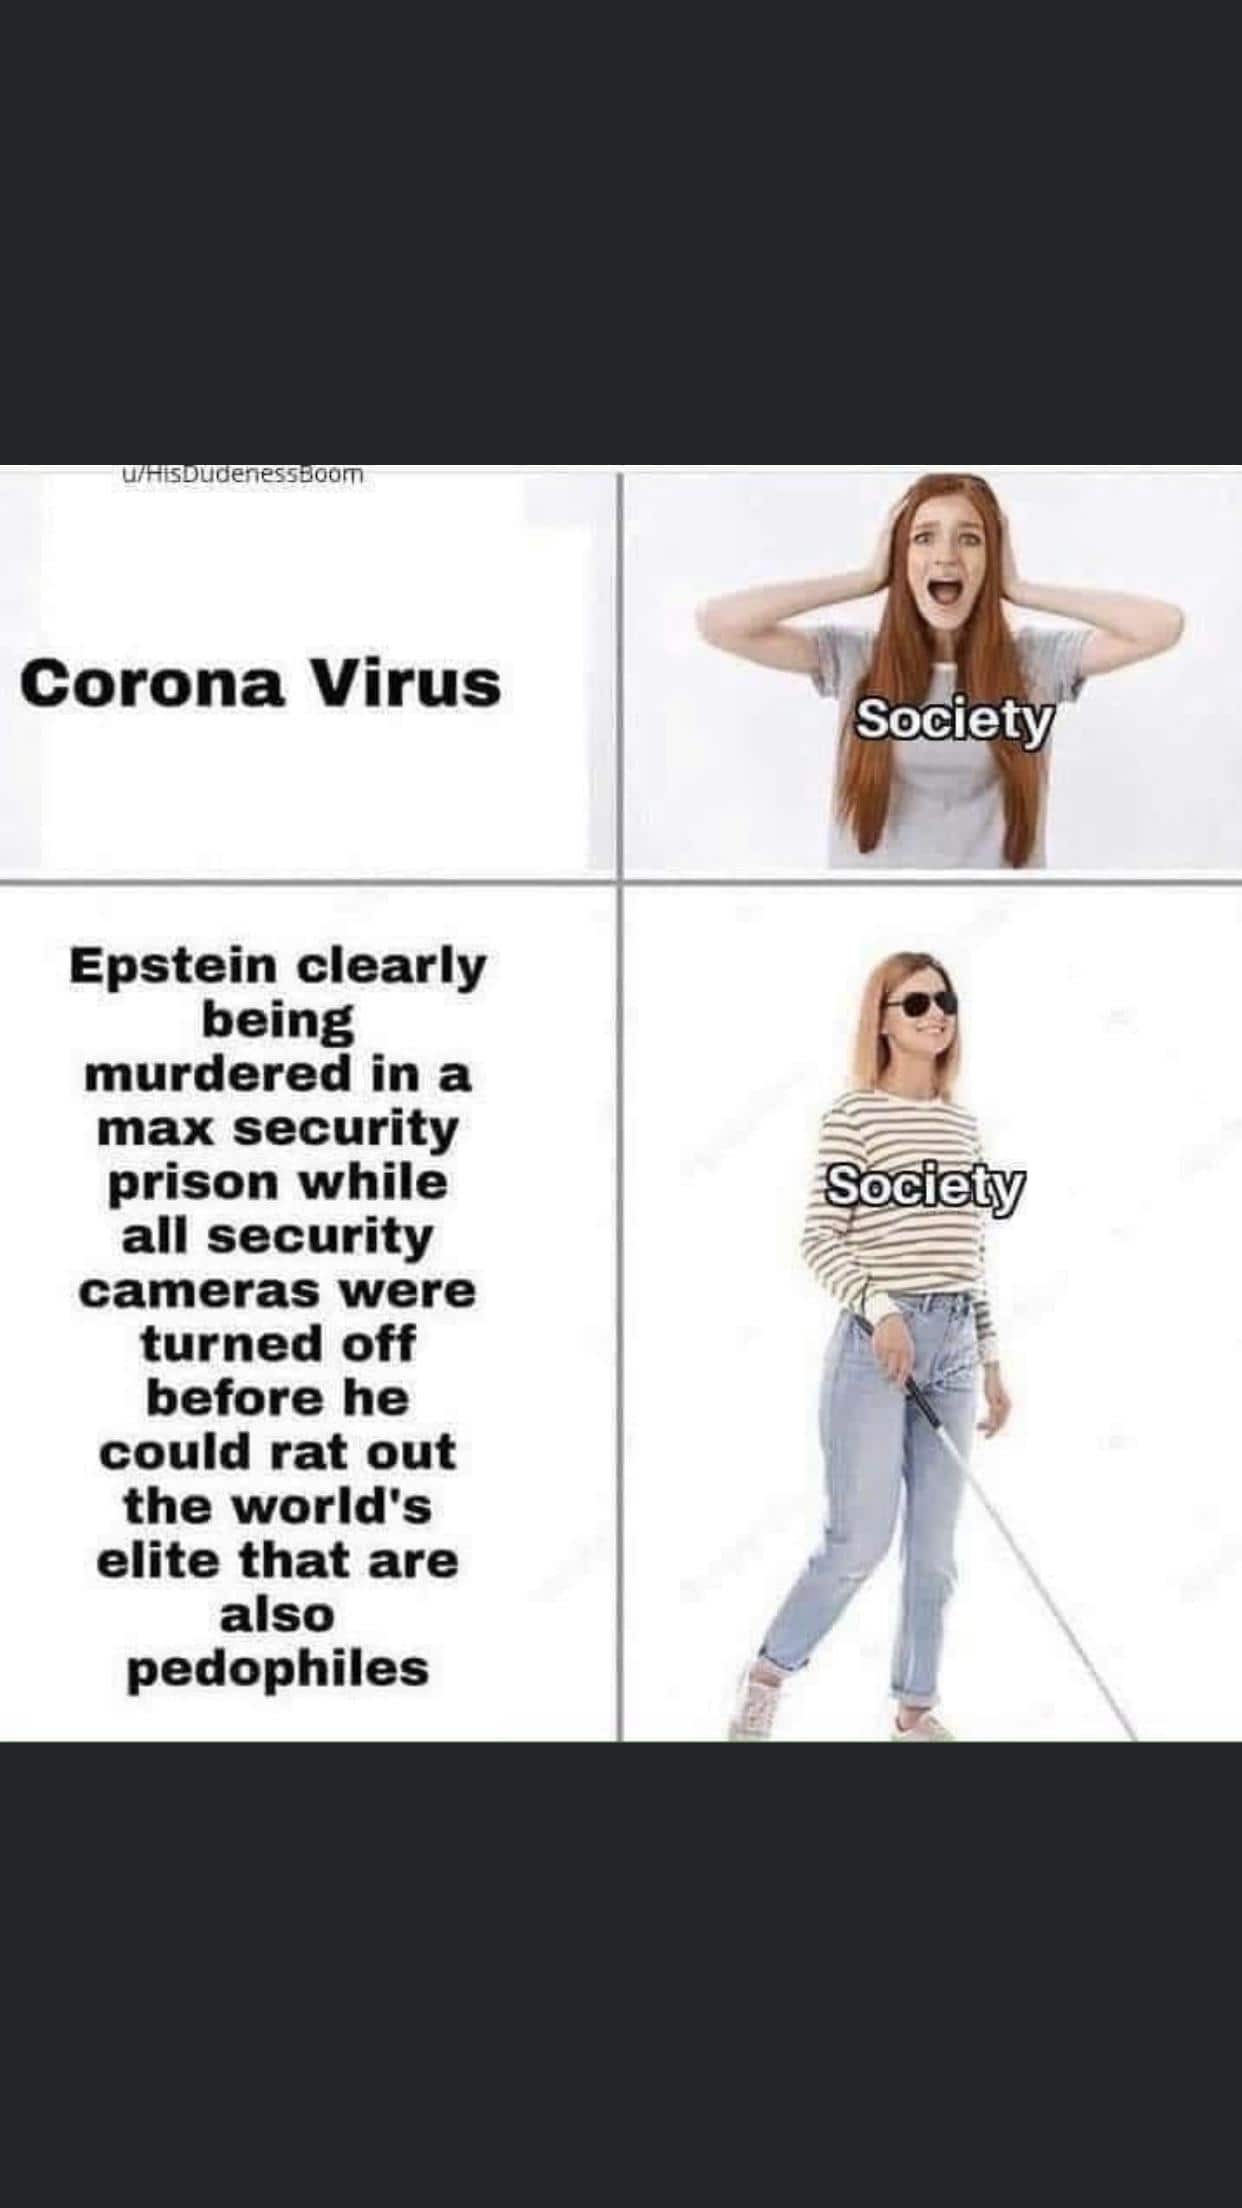 u/HisDudenessBoom
Corona Virus
Society
Epstein clearly
being
murdered in a
max security
prison while
all security
cameras were
turned off
before he
could rat out
the world's
elite that are
also
pedophiles
Society